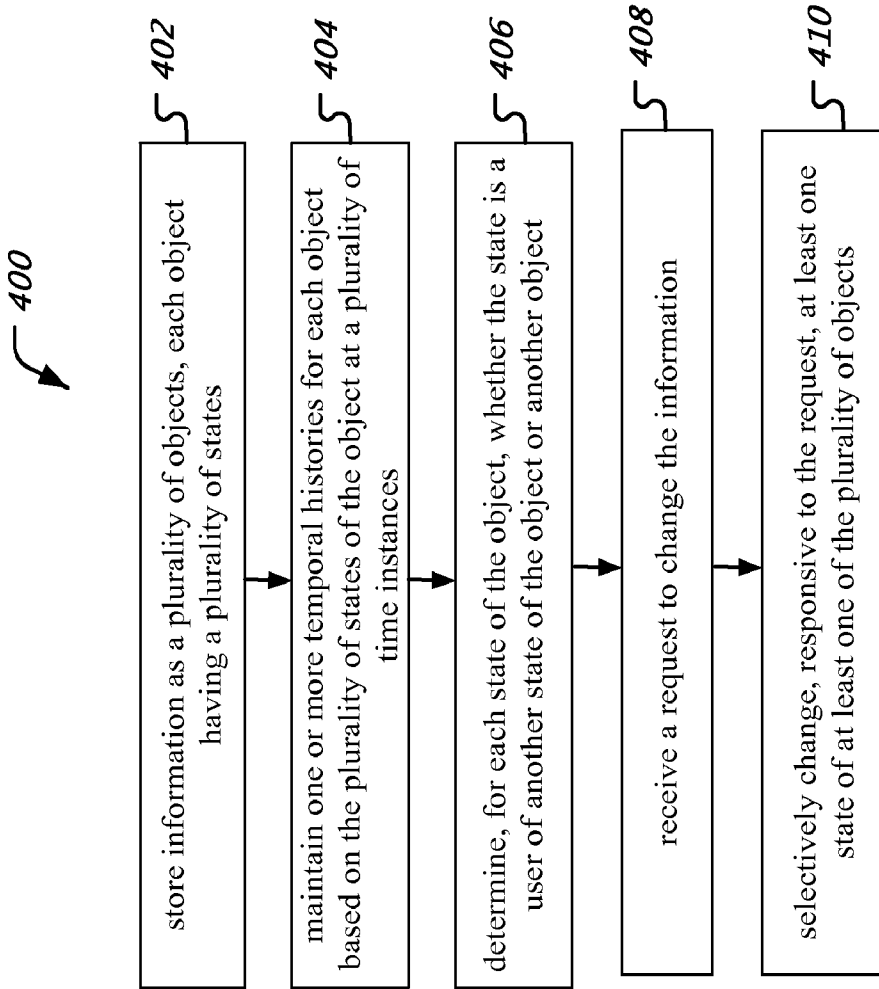 400
402
store information as a plurality of objects, each object
having a plurality of states
404
maintain one or more temporal histories for each object
based on the plurality of states of the object at a plurality of
time instances
406
determine, for each state of the object, whether the state is a
user of another state of the object or another object
408
receive a request to change the information
410
selectively change, responsive to the request, at least one
state of at least one of the plurality of objects